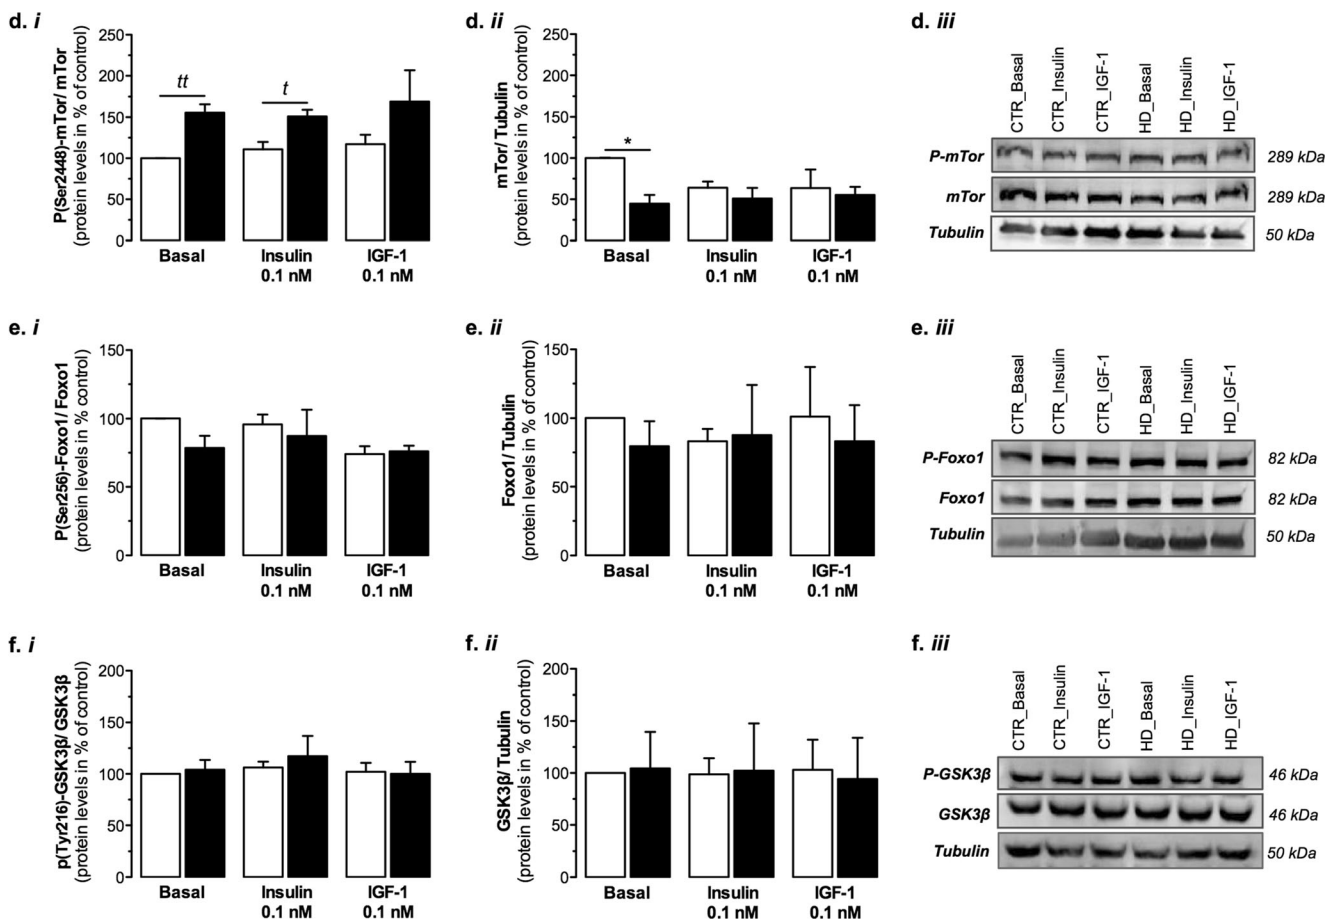 d. i
P(Ser2448)-mTor/ mTor
(protein levels in % of control)
250
200
150
100
50
0
tt
t
Basal
Insulin
0.1 nM
IGF-1
0.1 nM
d. ii
mTor/ Tubulin
(protein levels in % of control)
250
200
150
100
50
0
*
Basal
Insulin
0.1 nM
IGF-1
0.1 nM
d. iii
CTR_Basal
CTR_Insulin
CTR_IGF-1
HD_Basal
HD_Insulin
HD_IGF-1
P-mTor 289 kDa
mTor 289 kDa
Tubulin 50 kDa
e. i
P(Ser256)-Foxo1/ Foxo1
(protein levels in % control)
150
100
50
0
Basal
Insulin
0.1 nM
IGF-1
0.1 nM
e. ii
Foxo1/ Tubulin
(protein levels in % of control)
150
100
50
0
Basal
Insulin
0.1 nM
IGF-1
0.1 nM
e. iii
CTR_Basal
CTR_Insulin
CTR_IGF-1
HD_Basal
HD_Insulin
HD_IGF-1
P-Foxo1 82 kDa
Foxo1 82 kDa
Tubulin 50 kDa
f. i
p(Tyr216)-GSK3β/ GSK3β
(protein levels in % of control)
200
150
100
50
0
Basal
Insulin
0.1 nM
IGF-1
0.1 nM
f. ii
GSK3β/ Tubulin
(protein levels in % of control)
200
150
100
50
0
Basal
Insulin
0.1 nM
IGF-1
0.1 nM
f. iii
CTR_Basal
CTR_Insulin
CTR_IGF-1
HD_Basal
HD_Insulin
HD_IGF-1
P-GSK3β 46 kDa
GSK3β 46 kDa
Tubulin 50 kDa